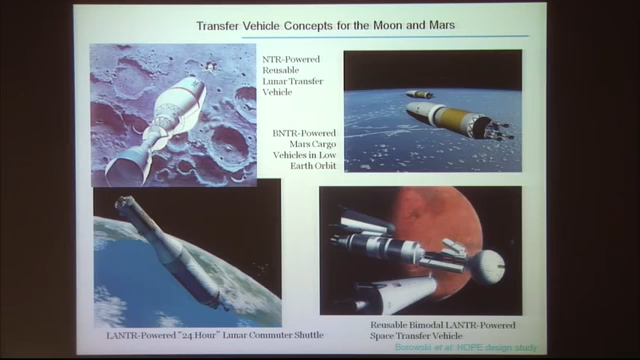 Transfer Vehicle Concepts for the Moon and Mars
NTR-Powered
Reusable
Lunar Transfer
Vehicle
BNTR-Powered
Mars Cargo
Vehicles in Low
Earth Orbit
LANTR-Powered "24 Hour" Lunar Commuter Shuttle
Reusable Bimodal LANTR-Powered
Space Transfer Vehicle
Borowski et al. HOPE design study